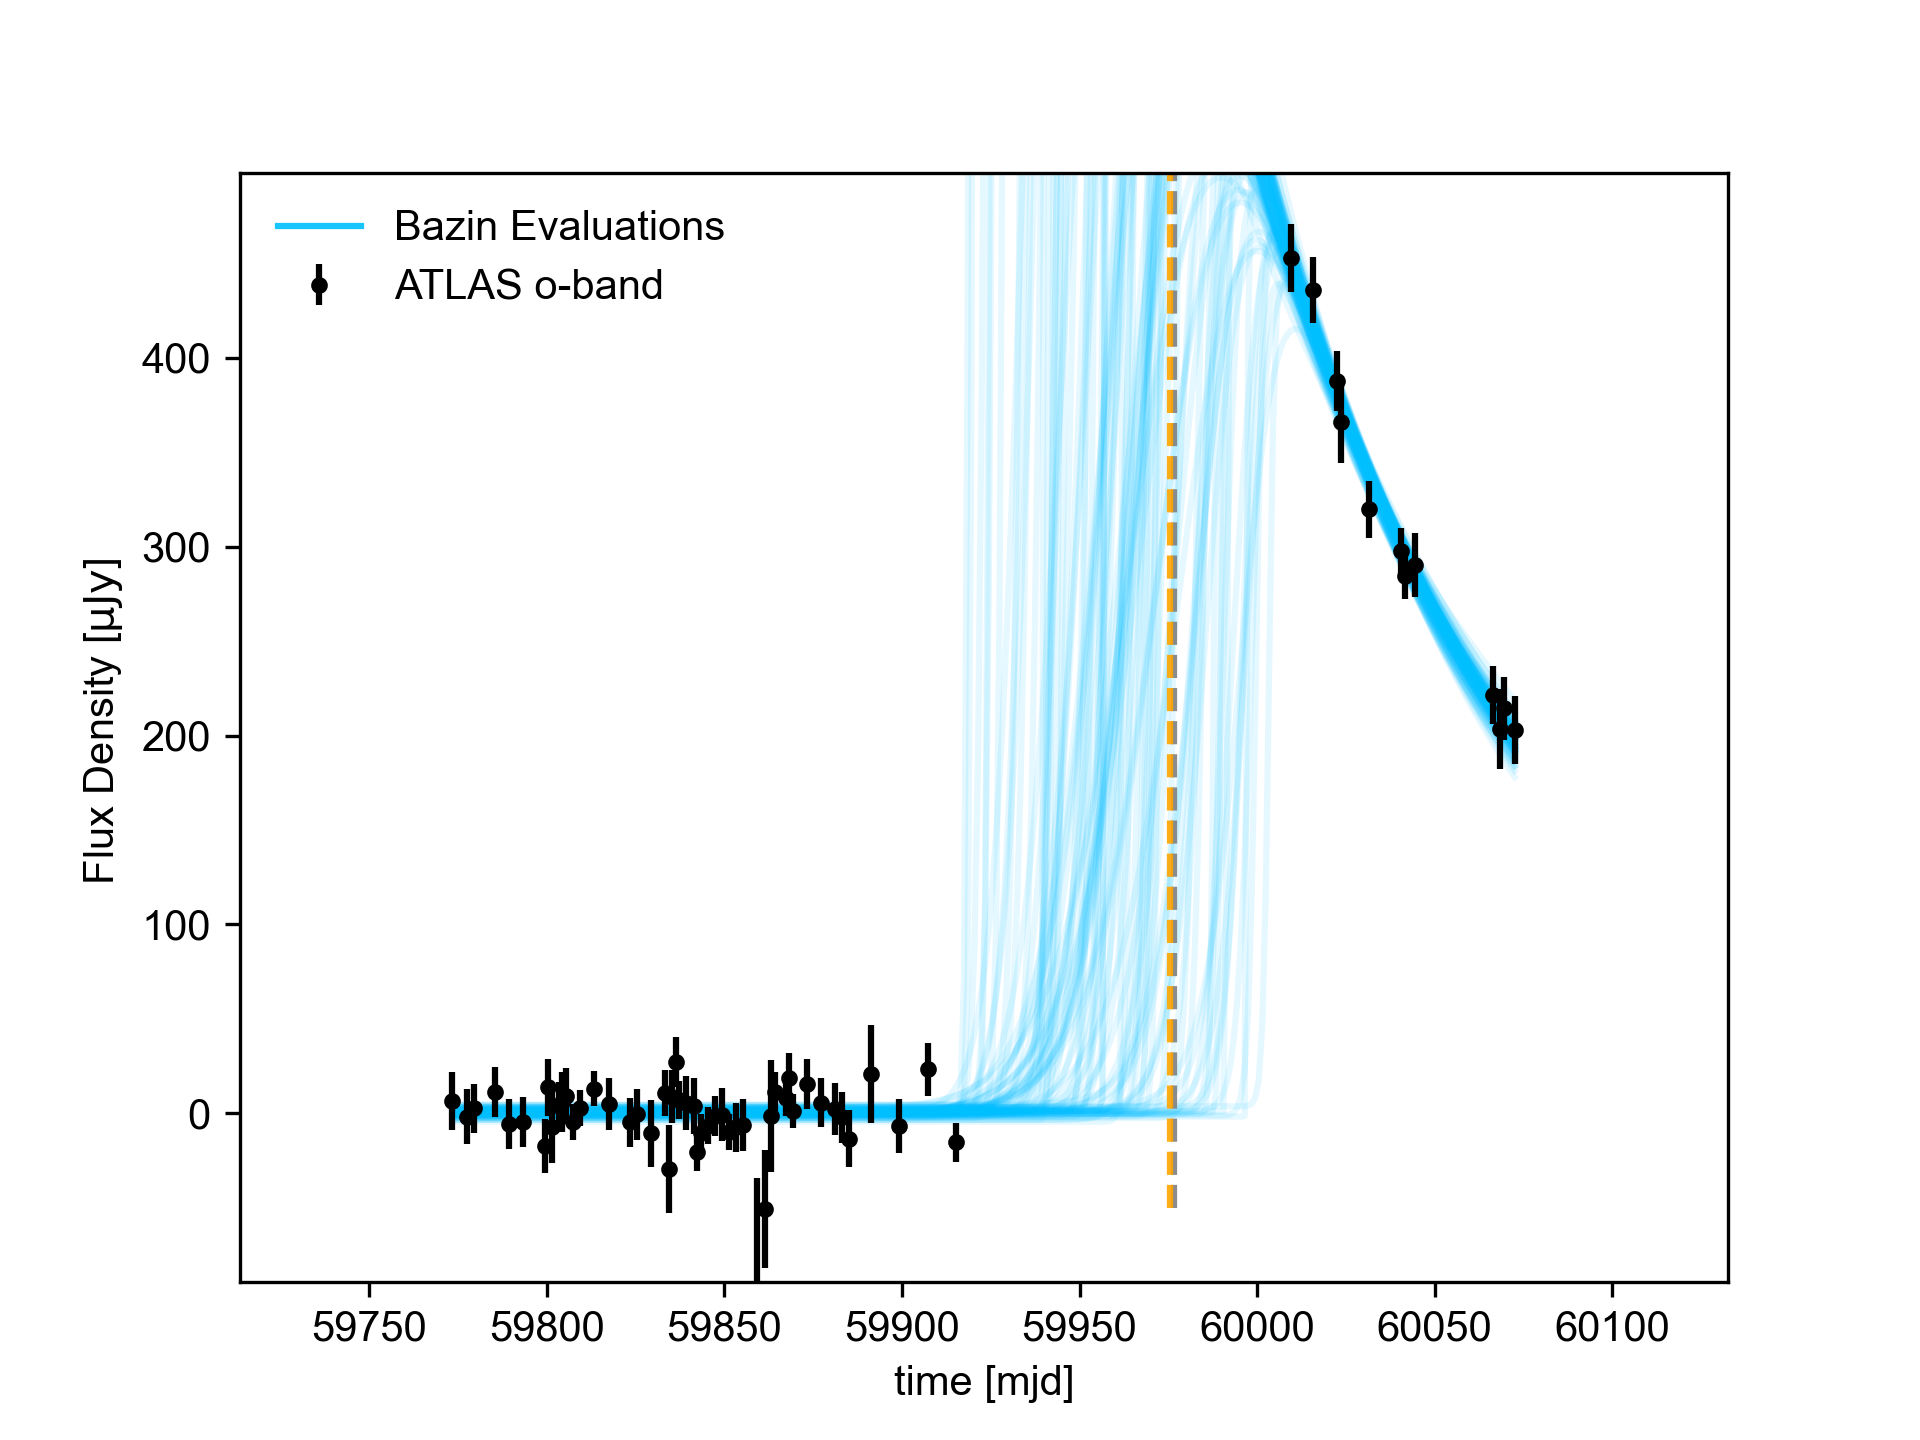 Bazin Evaluations
ATLAS o-band
Flux Density [µJy]
400
300
200
100
0
59750 59800 59850 59900 59950 60000 60050 60100
time [mjd]